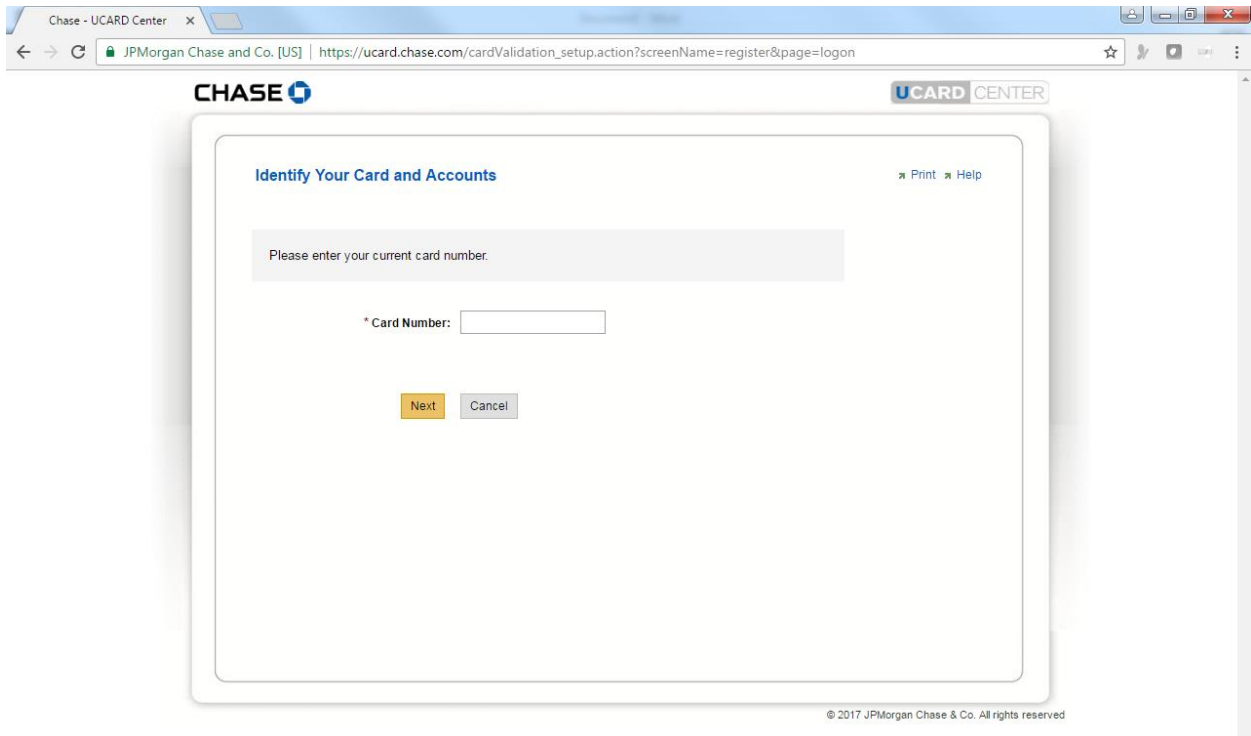 Chase - UCARD Center
JPMorgan Chase and Co. [US] | https://ucard.chase.com/cardValidation_setup.action?screenName=register&page=logon
CHASE UCARD CENTER
Identify Your Card and Accounts Print Help
Please enter your current card number.
* Card Number:
Next Cancel
© 2017 JPMorgan Chase & Co. All rights reserved